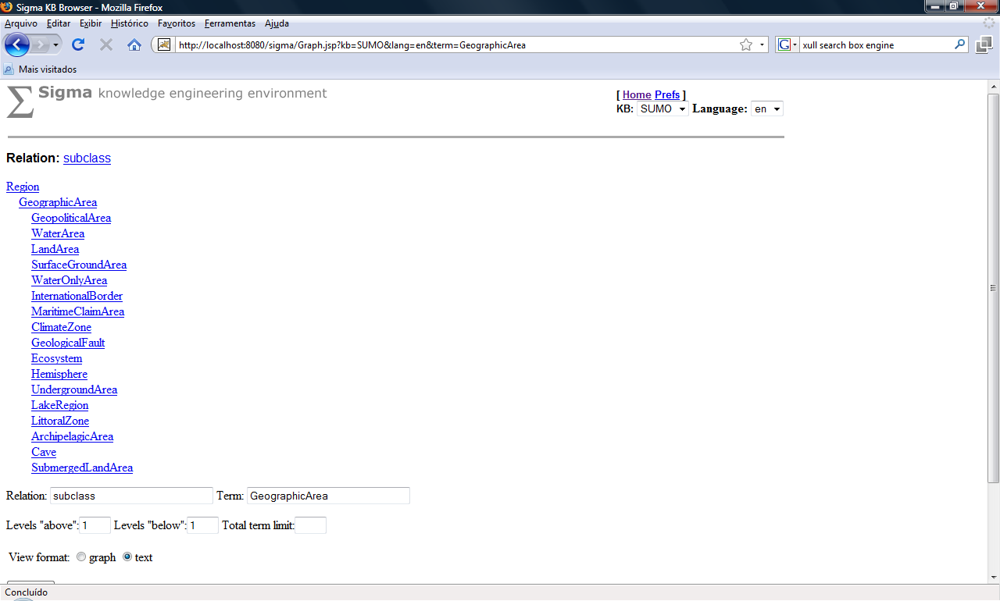 Sigma KB Browser - Mozilla Firefox
Arquivo Editar Exibir Histórico Favoritos Ferramentas Ajuda
http://localhost:8080/sigma/Graph.jsp?kb=SUMO&lang=en&term=GeographicArea
G xull search box engine
Mais visitados
Σ Sigma knowledge engineering environment
[ Home Prefs ]
KB: SUMO Language: en
Relation: subclass
Region
GeographicArea
GeopoliticalArea
WaterArea
LandArea
SurfaceGroundArea
WaterOnlyArea
InternationalBorder
MaritimeClaimArea
ClimateZone
GeologicalFault
Ecosystem
Hemisphere
UndergroundArea
LakeRegion
LittoralZone
ArchipelagicArea
Cave
SubmergedLandArea
Relation: subclass Term: GeographicArea
Levels "above": 1 Levels "below": 1 Total term limit:
View format: graph text
Concluído